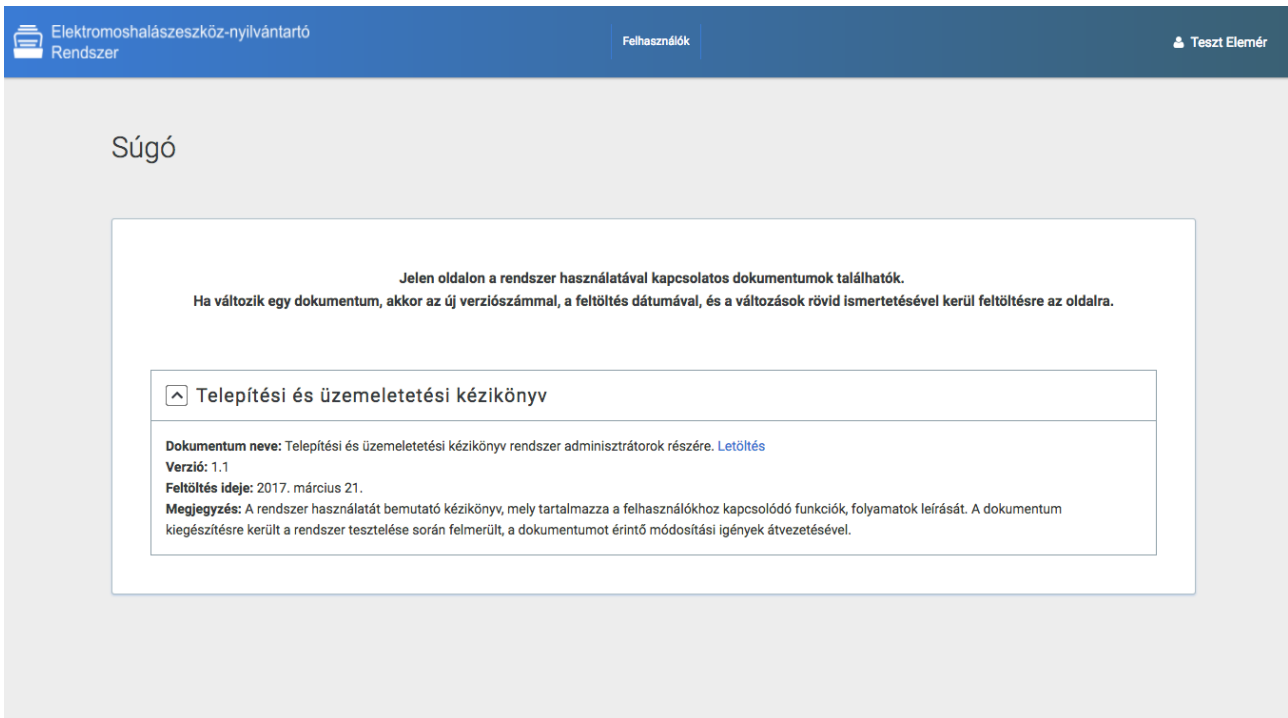 Elektromoshalászeszköz-nyilvántartó
Rendszer
Felhasználók
Teszt Elemér
Súgó
Jelen oldalon a rendszer használatával kapcsolatos dokumentumok találhatók.
Ha változik egy dokumentum, akkor az új verziószámmal, a feltöltés dátumával, és a változások rövid ismertetésével kerül feltöltésre az oldalra.
Telepítési és üzemeletetési kézikönyv
Dokumentum neve: Telepítési és üzemeletetési kézikönyv rendszer adminisztrátorok részére. Letöltés
Verzió: 1.1
Feltöltés ideje: 2017. március 21.
Megjegyzés: A rendszer használatát bemutató kézikönyv, mely tartalmazza a felhasználókhoz kapcsolódó funkciók, folyamatok leírását. A dokumentum
kiegészítésre került a rendszer tesztelése során felmerült, a dokumentumot érintő módosítási igények átvezetésével.